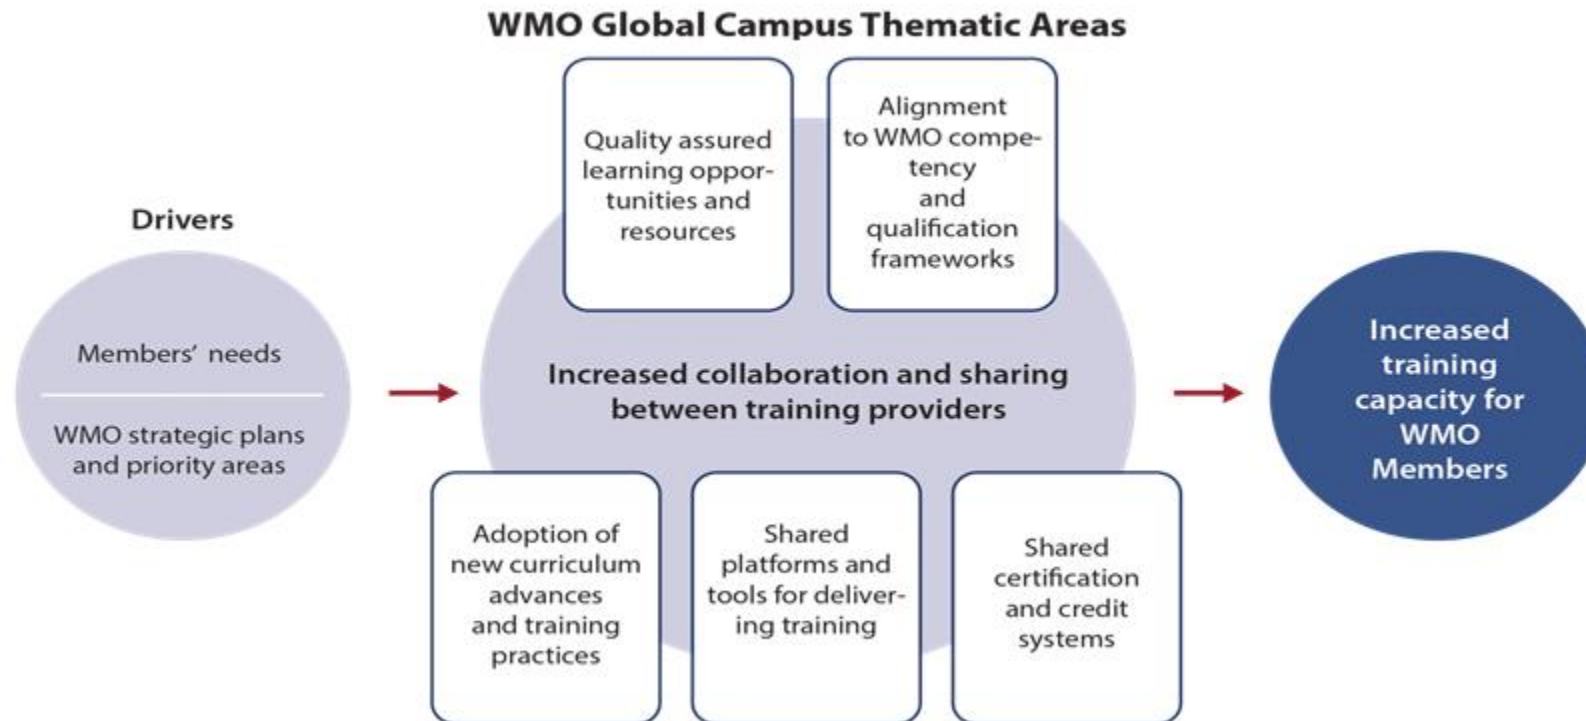 WMO Global Campus Thematic Areas
Drivers
Members’ needs
WMO strategic plans
and priority areas
Quality assured
learning oppor-
tunities and
resources
Alignment
to WMO compe-
tency
and
qualification
frameworks
Increased collaboration and sharing
between training providers
Adoption of
new curriculum
advances
and training
practices
Shared
platforms and
tools for deliver-
ing training
Shared
certification
and credit
systems
Increased
training
capacity for
WMO
Members